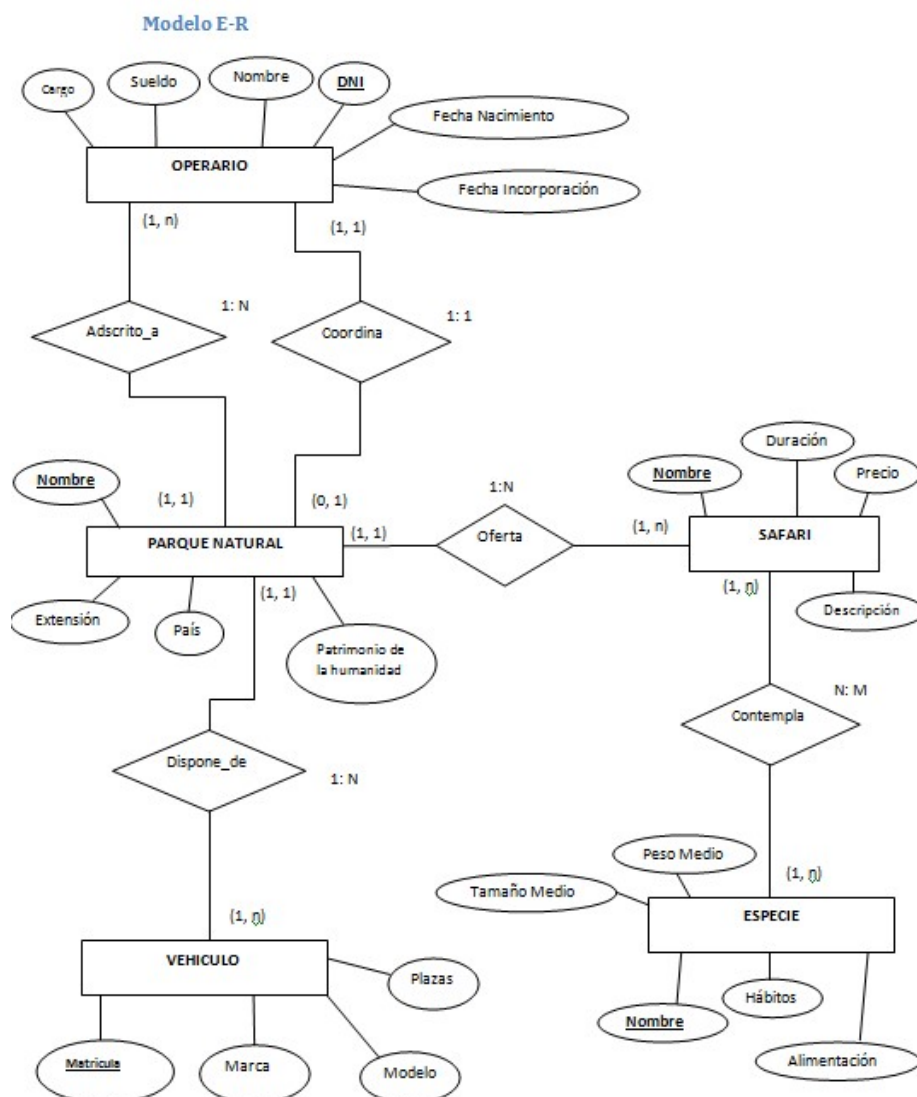 Modelo E-R
Cargo
Sueldo
Nombre
DNI
Fecha Nacimiento
OPERARIO
Fecha Incorporación
(1, n)
(1, 1)
1: N
Adscrito_a
Coordina
1: 1
Nombre
(1, 1)
(0, 1)
PARQUE NATURAL
(1, 1)
1:N
Oferta
(1, n)
Nombre
Duración
Precio
SAFARI
Extensión
País
(1, 1)
Patrimonio de
la humanidad
(1, n)
Descripción
N: M
Contempla
Dispone_de
1: N
Peso Medio
Tamaño Medio
(1, n)
ESPECIE
(1, n)
VEHICULO
Plazas
Hábitos
Nombre
Alimentación
Matricula
Marca
Modelo